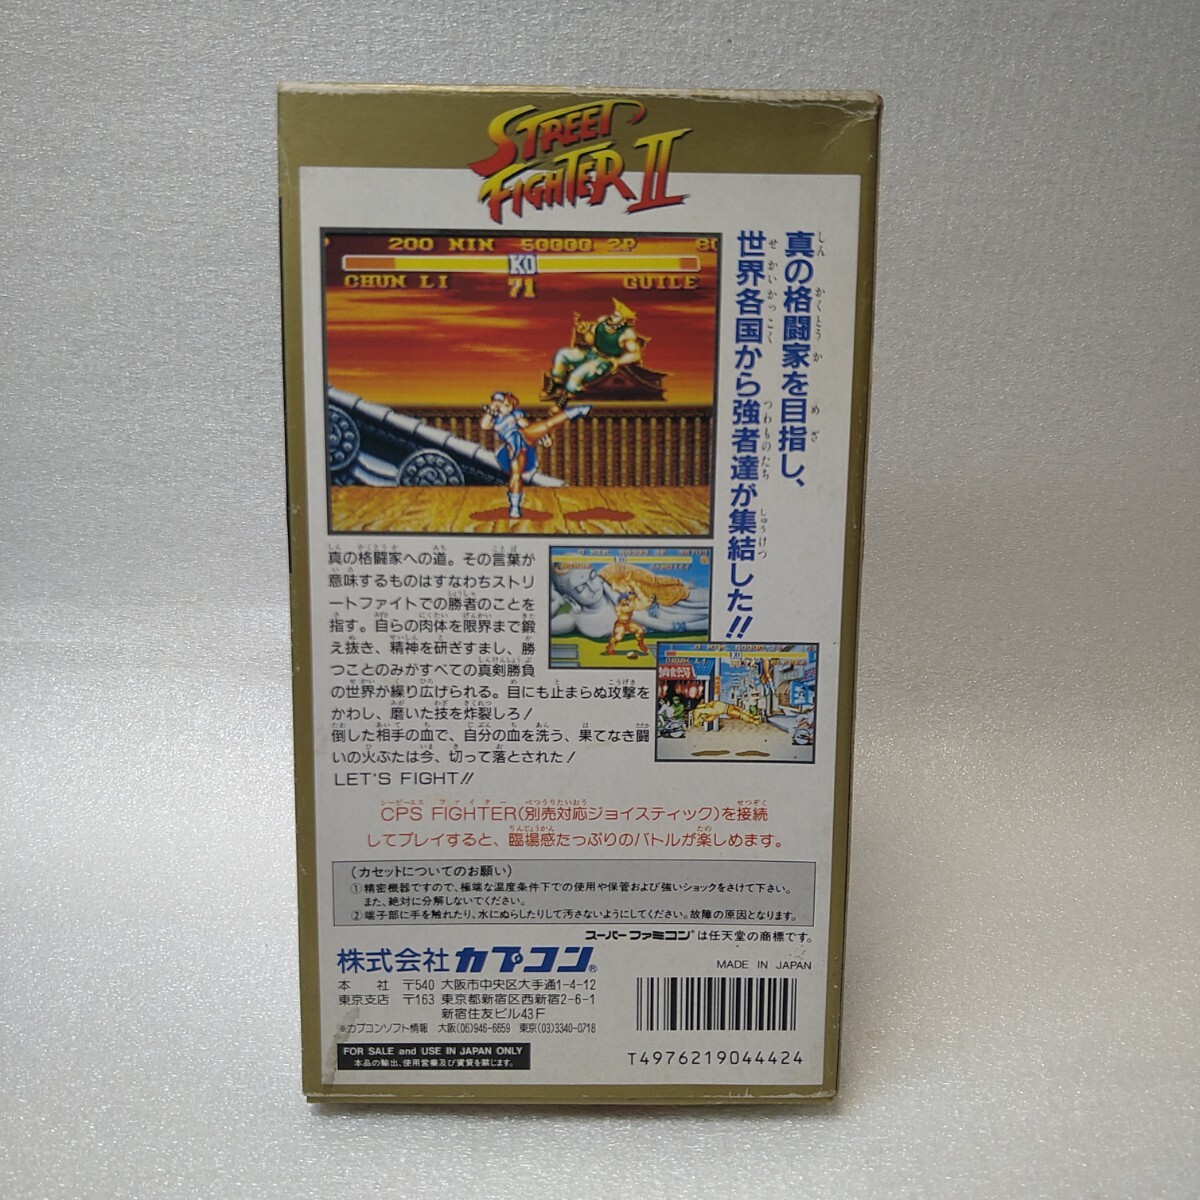 STREET
FIGHTER II
真の格闘家を目指し、
世界各国から強者達が集結した!!
200 NIN 50000 2P
KO
CHUN LI 71 GUILE
真の格闘家への道。その言葉が
意味するものはすなわちストリ
ートファイトでの勝者のことを
指す。自らの肉体を限界まで鍛
え抜き、精神を研ぎすまし、勝
つことのみがすべての真剣勝負
の世界が繰り広げられる。目にも止まらぬ攻撃を
かわし、磨いた技を炸裂しろ!
倒した相手の血で、自分の血を洗う、果てなき闘
いの火ぶたは今、切って落とされた!
LET'S FIGHT!!
CPS FIGHTER(別売対応ジョイスティック)を接続
してプレイすると、臨場感たっぷりのバトルが楽しめます。
(カセットについてのお願い)
①精密機器ですので、極端な温度条件下での使用や保管および強いショックをさけて下さい。
また、絶対に分解しないでください。
②端子部に手を触れたり、水にぬらしたりして汚さないようにしてください。故障の原因となります。
スーパーファミコン®は任天堂の商標です。
株式会社カプコン®
MADE IN JAPAN
本社 〒540 大阪市中央区大手通1-4-12
東京支店 〒163 東京都新宿区西新宿2-6-1
新宿住友ビル43F
※カプコンソフト情報 大阪(06)946-6659 東京(03)3340-0718
FOR SALE and USE IN JAPAN ONLY
本品の輸出、使用営業及び賃貸を禁じます。
T4976219044424